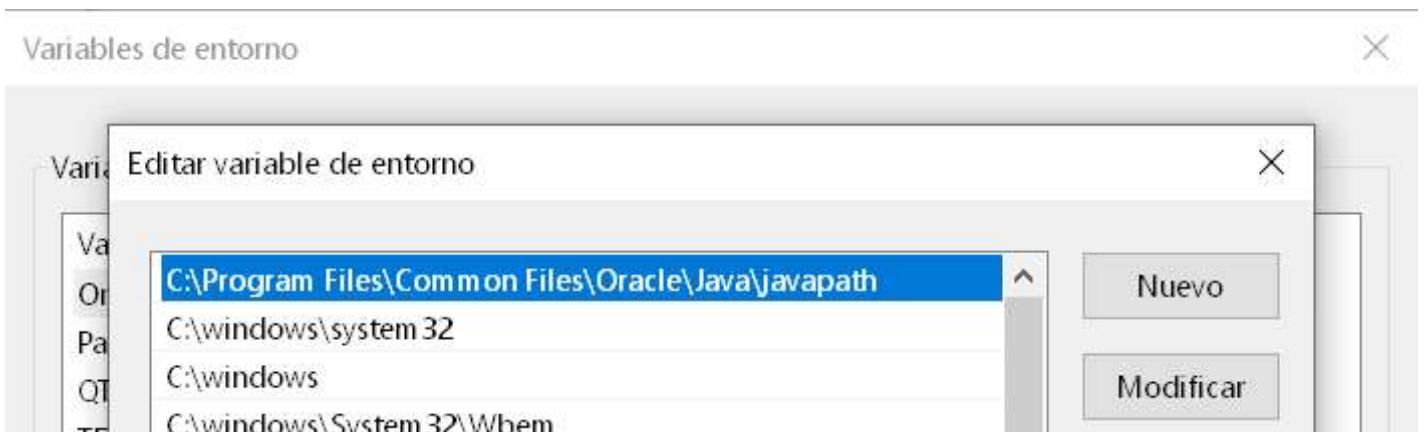 Variables de entorno
Editar variable de entorno
C:\Program Files\Common Files\Oracle\Java\javapath
C:\windows\system32
C:\windows
C:\windows\System32\Wbem
Nuevo
Modificar